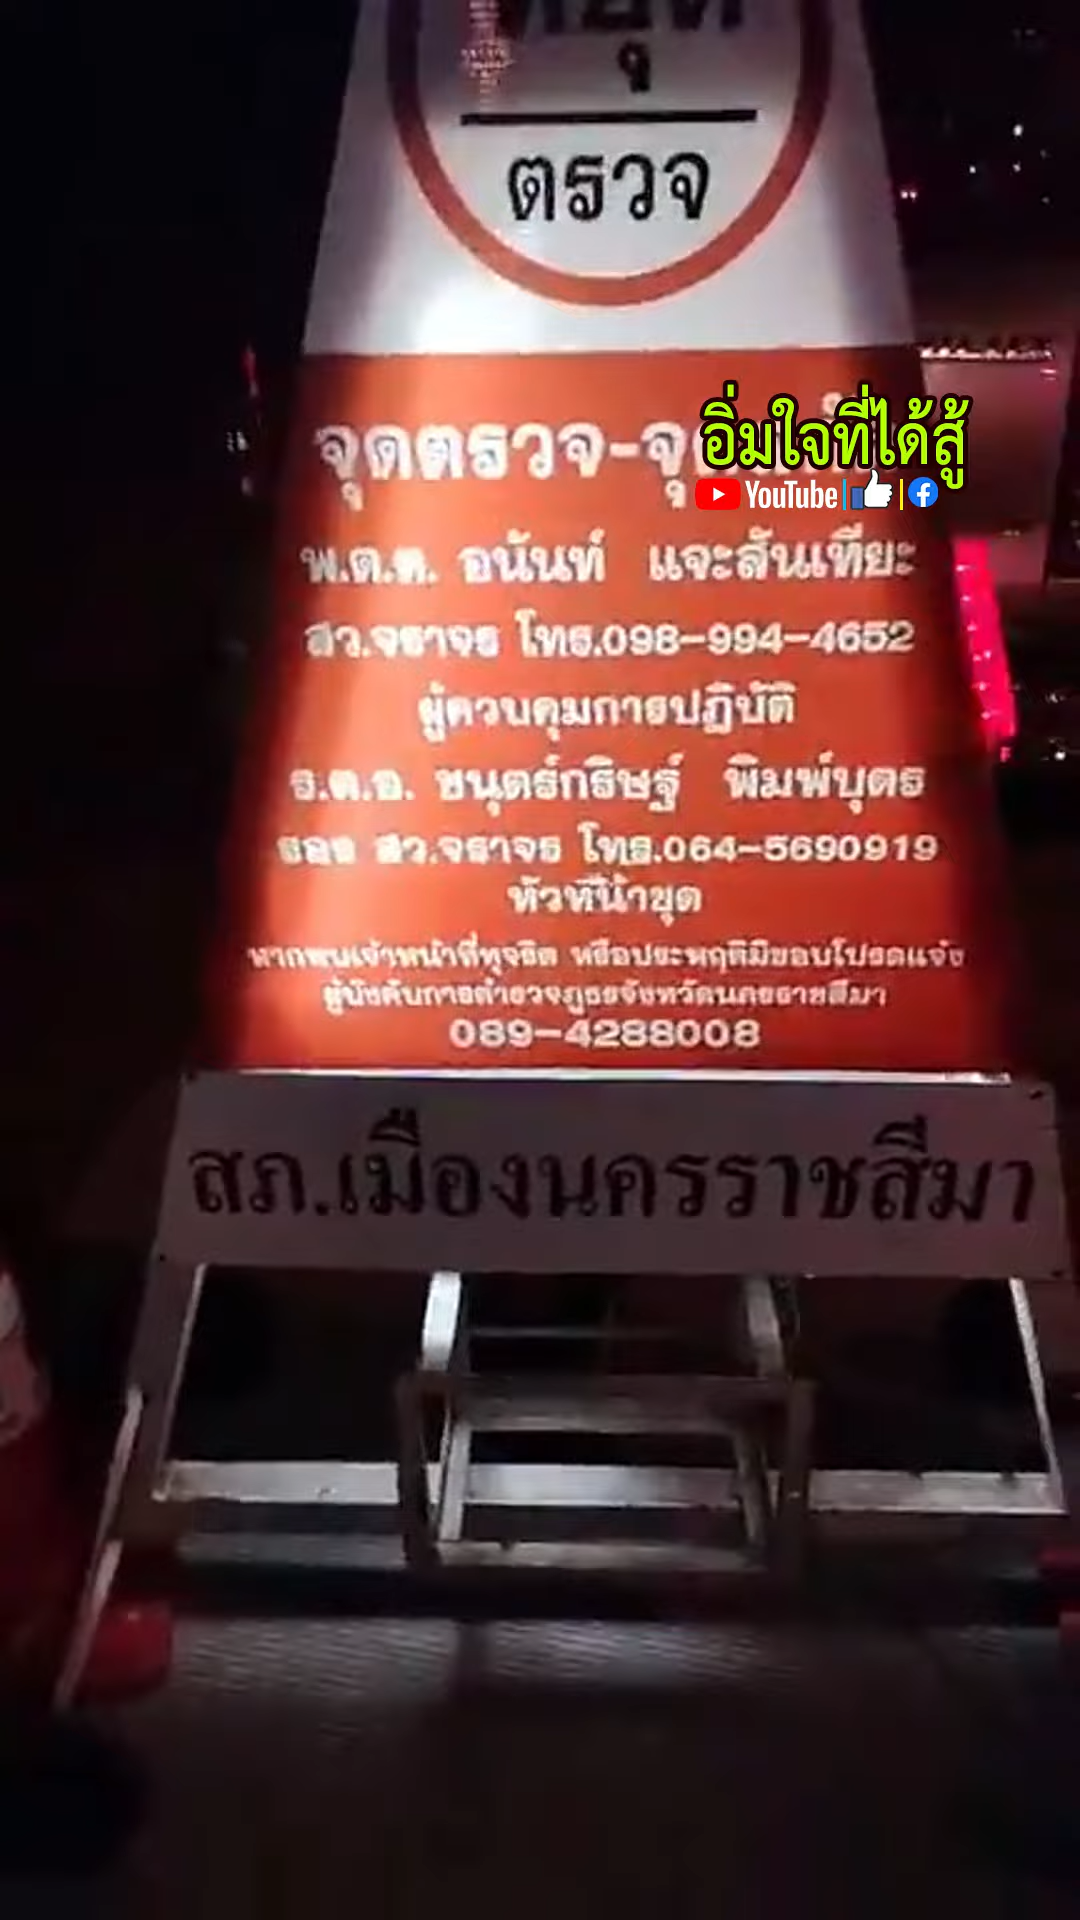 ตรวจ
จุดตรวจ-
อิ่มใจที่ได้สู้
YouTube
พ.ต.ต. อนันท์ แจะสันเทียะ
สว.จราจร โทร.098-994-4652
ผู้ควบคุมการปฏิบัติ
ร.ต.อ. ชนุตร์กริษฐ์ พิมพ์บุตร
รอง สว.จราจร โทร.064-5690919
หัวทีน้ำขุด
หากพบเจ้าหน้าที่ทุจริต หรือประพฤติมิชอบโปรดแจ้ง
ผู้บังคับการตำรวจภูธรจังหวัดนครราชสีมา
089-4288008
สภ.เมืองนครราชสีมา